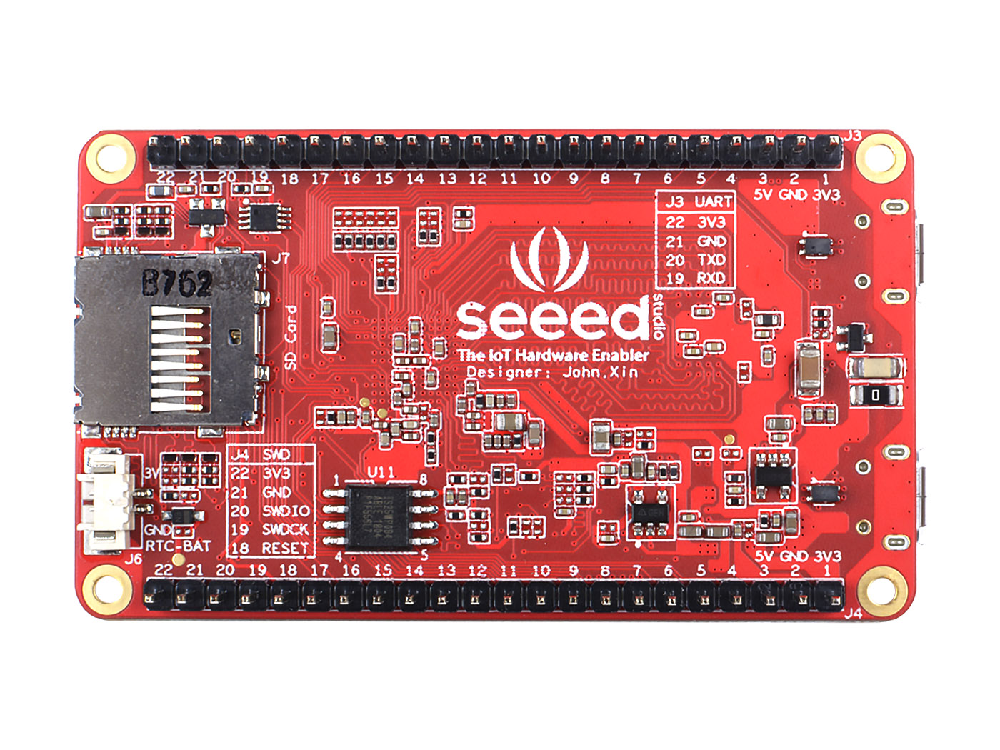 J3
22 21 20 19 18 17 16 15 14 13 12 11 10 9 8 7 6 5 4 3 2 1
5V GND 3V3
J3 UART
22 3V3
21 GND
20 TXD
19 RXD
J7
B762
SD Card
seeed
studio
The IoT Hardware Enabler
Designer: John.Xin
0
J4 SWD
22 3V3
21 GND
20 SWDIO
19 SWDCK
18 RESET
3V
GND
RTC-BAT
J6
U11
1 8
4 5
GEH
5V GND 3V3
22 21 20 19 18 17 16 15 14 13 12 11 10 9 8 7 6 5 4 3 2 1
J4